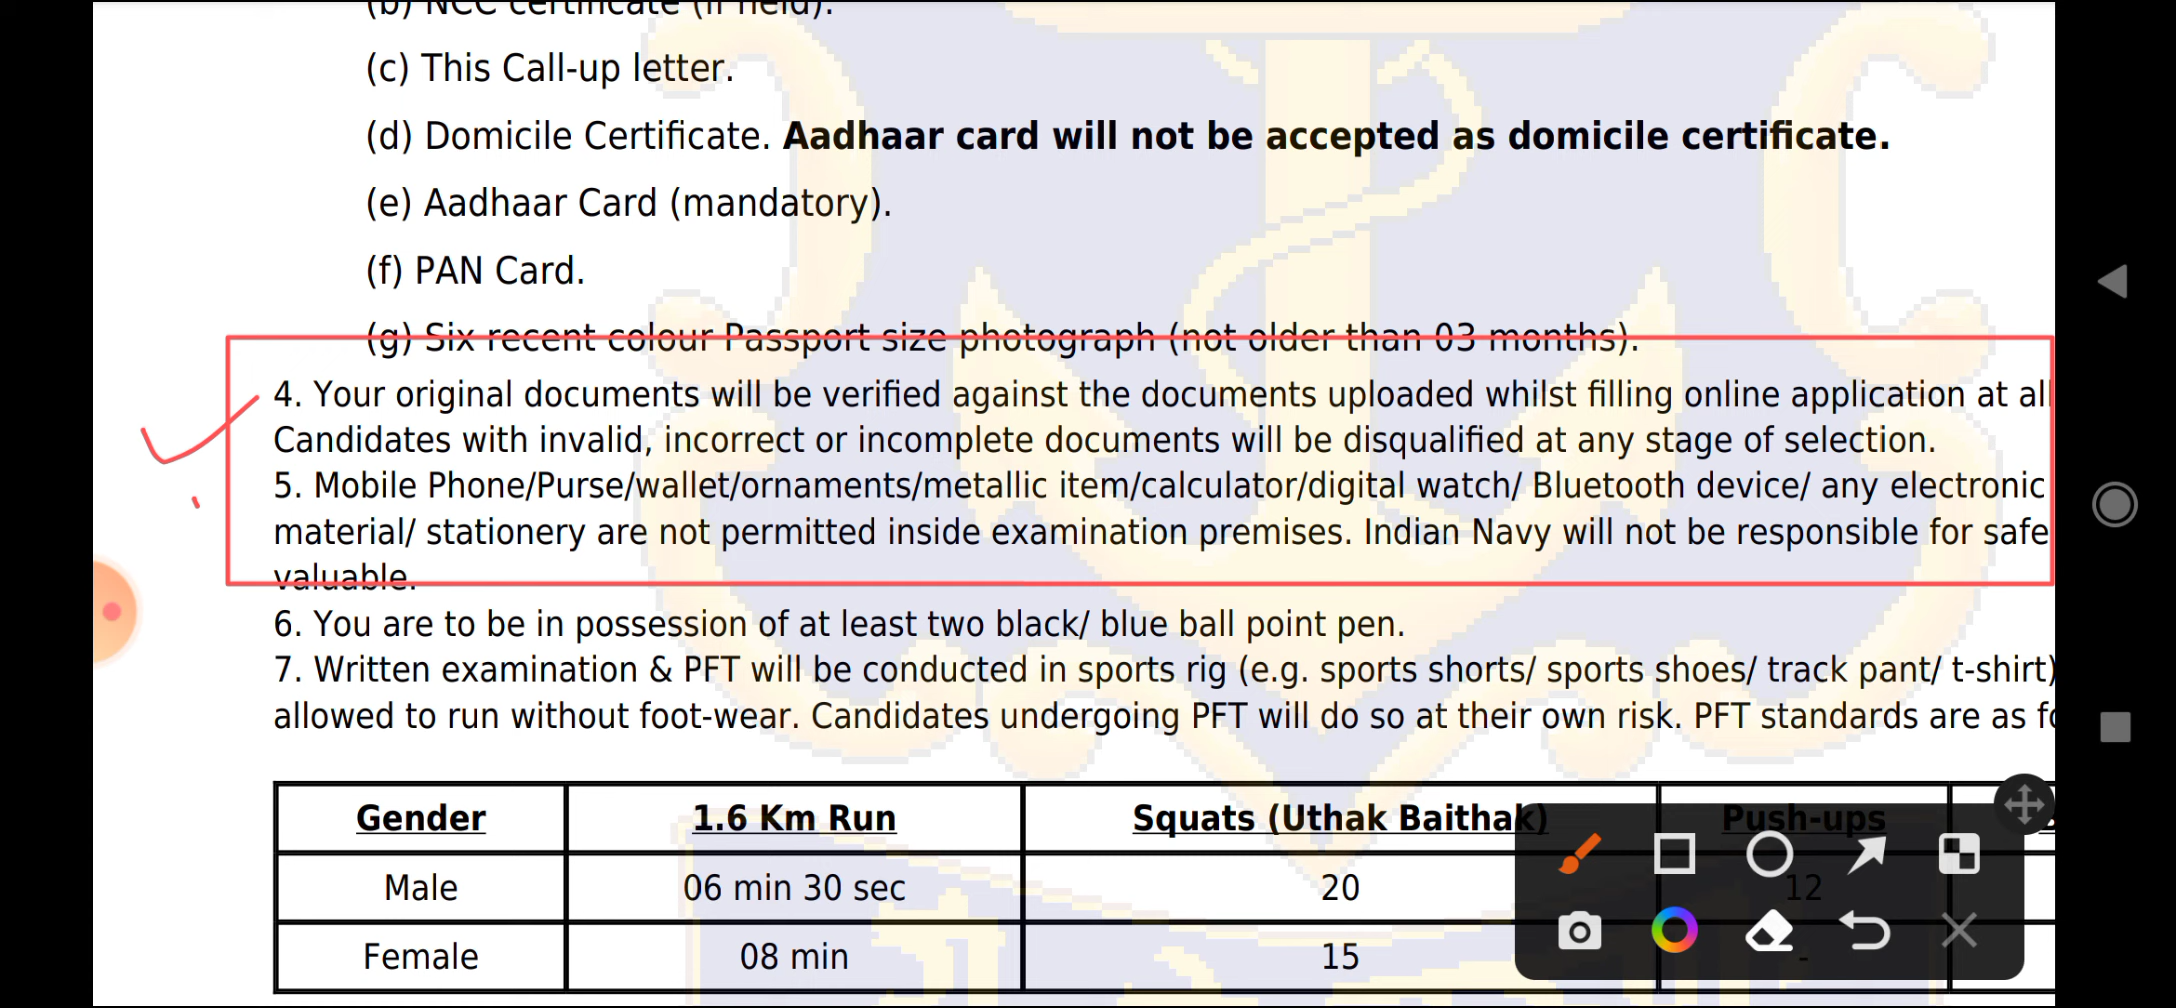 (b) NCC certificate (if held).
(c) This Call-up letter.
(d) Domicile Certificate. Aadhaar card will not be accepted as domicile certificate.
(e) Aadhaar Card (mandatory).
(f) PAN Card.
(g) Six recent colour Passport size photograph (not older than 03 months).
4. Your original documents will be verified against the documents uploaded whilst filling online application at all
Candidates with invalid, incorrect or incomplete documents will be disqualified at any stage of selection.
5. Mobile Phone/Purse/wallet/ornaments/metallic item/calculator/digital watch/ Bluetooth device/ any electronic
material/ stationery are not permitted inside examination premises. Indian Navy will not be responsible for safe
valuable.
6. You are to be in possession of at least two black/ blue ball point pen.
7. Written examination & PFT will be conducted in sports rig (e.g. sports shorts/ sports shoes/ track pant/ t-shirt)
allowed to run without foot-wear. Candidates undergoing PFT will do so at their own risk. PFT standards are as
Gender 1.6 Km Run Squats (Uthak Baithak) Push-ups
Male 06 min 30 sec 20 12
Female 08 min 15 -